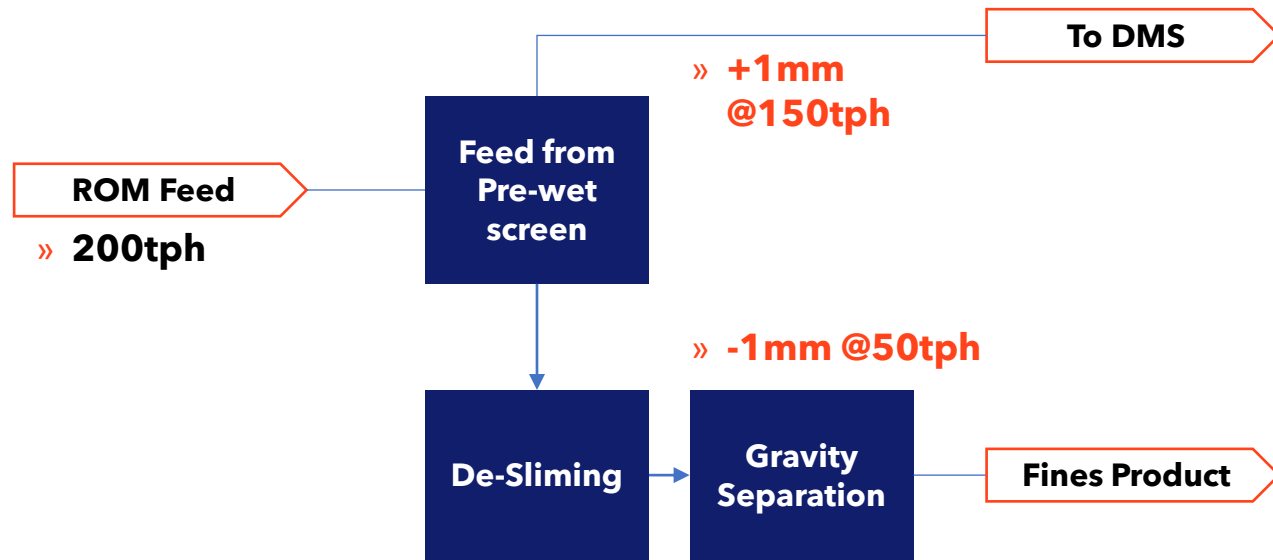 To DMS
» +1mm
@150tph
Feed from
Pre-wet
screen
ROM Feed
» 200tph
» -1mm @50tph
De-Sliming
Gravity
Separation
Fines Product